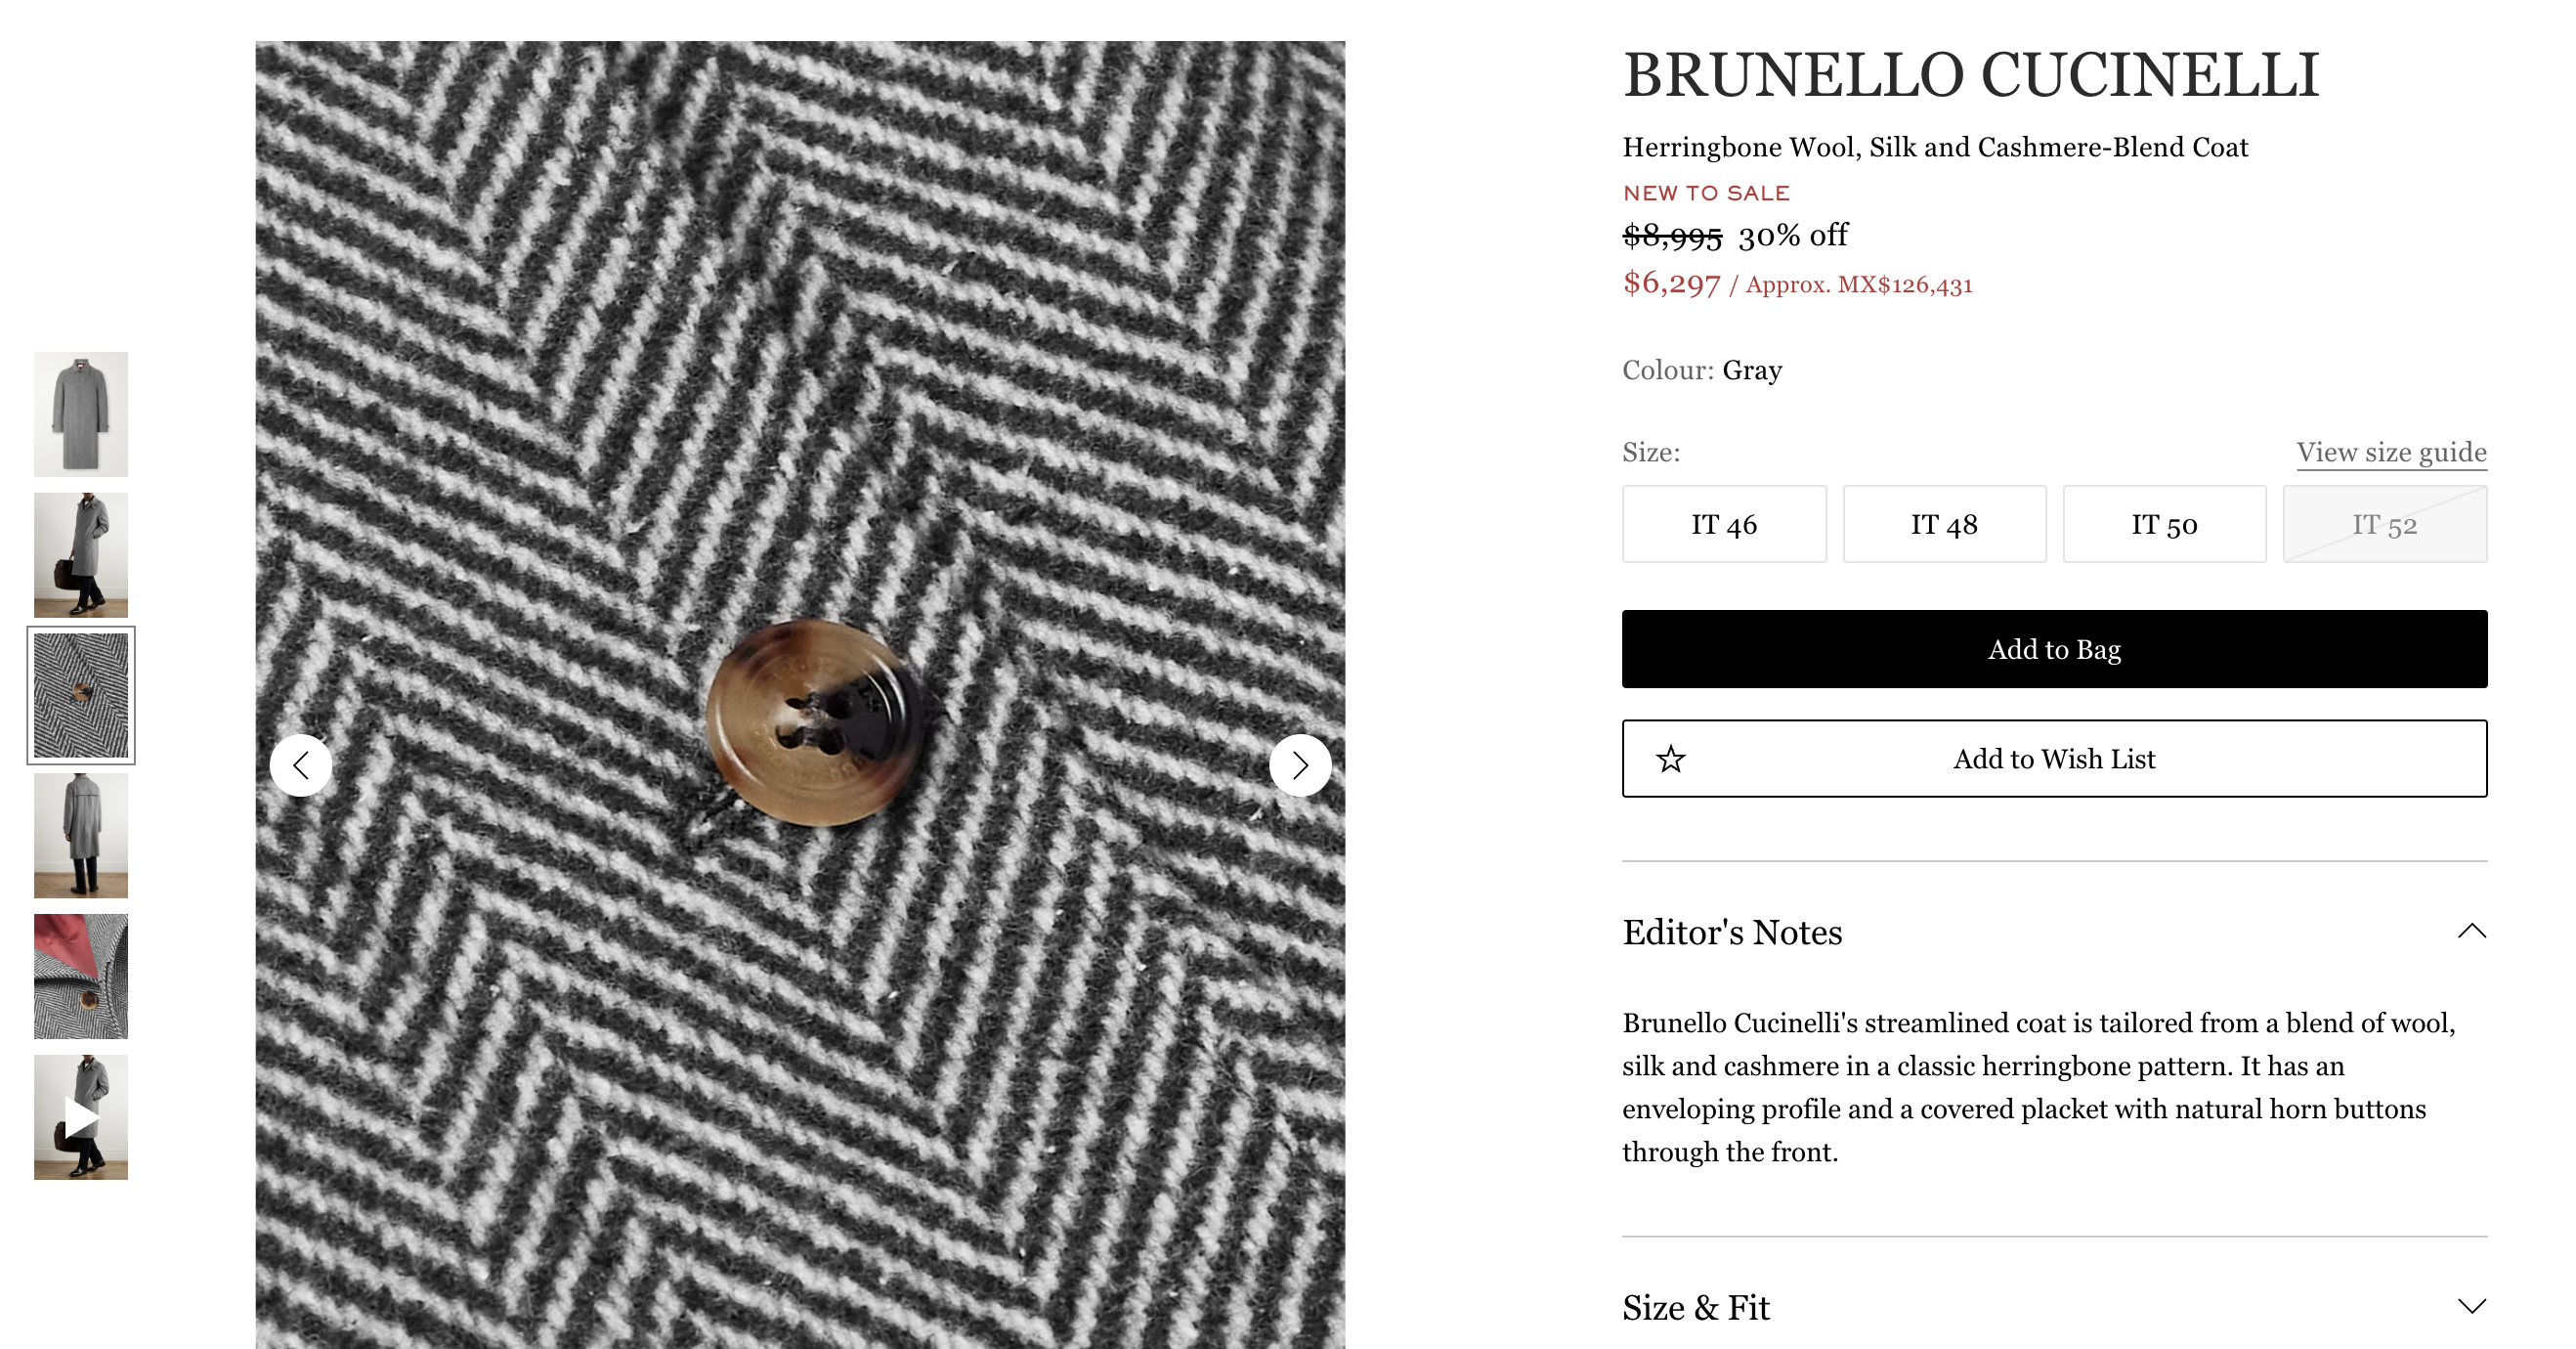 BRUNELLO CUCINELLI
Herringbone Wool, Silk and Cashmere-Blend Coat
NEW TO SALE
$8,995 30% off
$6,297 / Approx. MX$126,431
Colour: Gray
Size: View size guide
IT 46 IT 48 IT 50 IT 52
Add to Bag
Add to Wish List
Editor's Notes
Brunello Cucinelli's streamlined coat is tailored from a blend of wool,
silk and cashmere in a classic herringbone pattern. It has an
enveloping profile and a covered placket with natural horn buttons
through the front.
Size & Fit